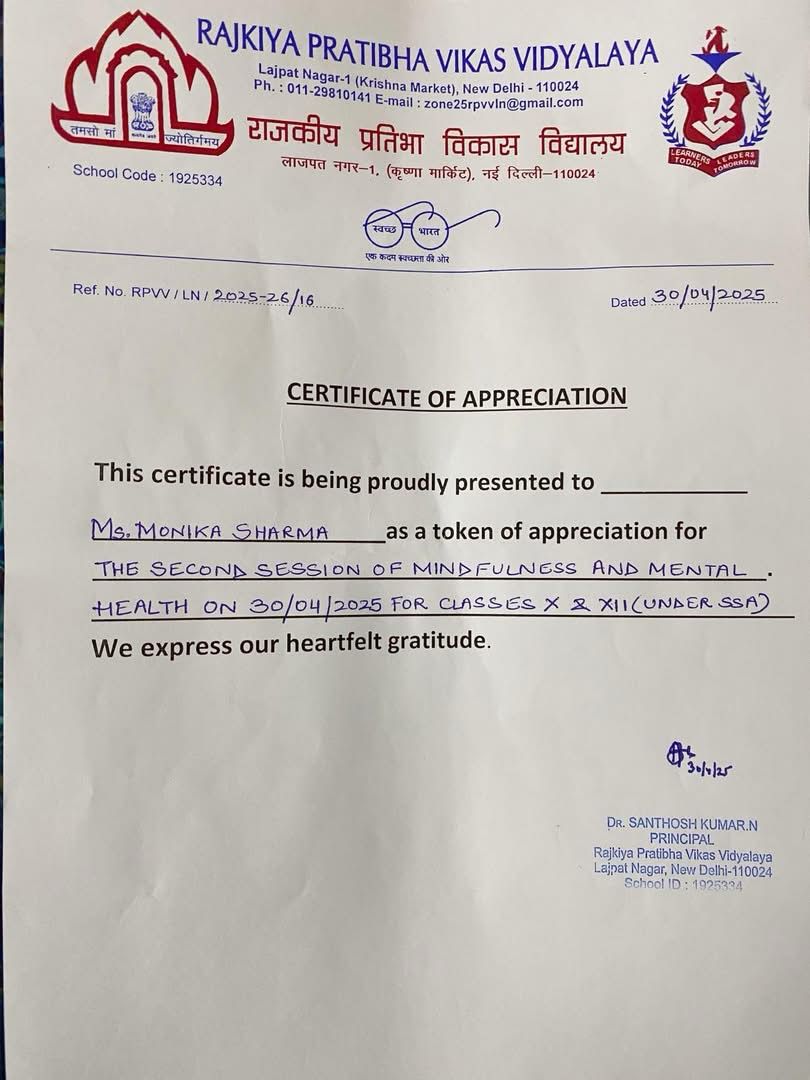 RAJKIYA PRATIBHA VIKAS VIDYALAYA
Lajpat Nagar-1 (Krishna Market), New Delhi - 110024
Ph. : 011-29810141 E-mail : zone25rpvvln@gmail.com
तमसो मां ज्योतिर्गमय
राजकीय प्रतिभा विकास विद्यालय
लाजपत नगर–1, (कृष्णा मार्किट), नई दिल्ली–110024
LEARNERS TODAY LEADERS TOMORROW
School Code : 1925334
स्वच्छ भारत
एक कदम स्वच्छता की ओर
Ref. No. RPVV / LN / 2025-26/16
Dated 30/04/2025
CERTIFICATE OF APPRECIATION
This certificate is being proudly presented to
Ms. MONIKA SHARMA as a token of appreciation for
THE SECOND SESSION OF MINDFULNESS AND MENTAL .
HEALTH ON 30/04/2025 FOR CLASSES X & XII (UNDER SSA)
We express our heartfelt gratitude.
30/4/25
DR. SANTHOSH KUMAR.N
PRINCIPAL
Rajkiya Pratibha Vikas Vidyalaya
Lajpat Nagar, New Delhi-110024
School ID : 1925334